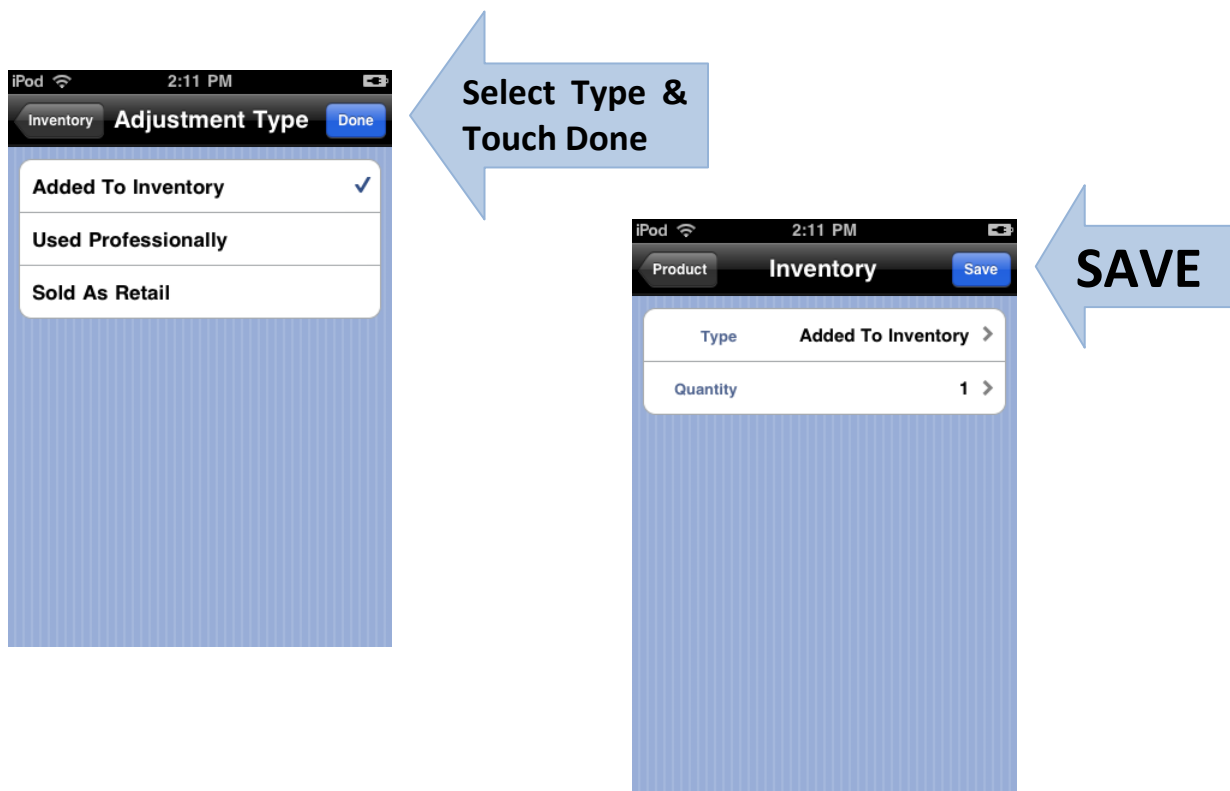 iPod 2:11 PM
Inventory Adjustment Type Done
Added To Inventory
Used Professionally
Sold As Retail
Select Type &
Touch Done
iPod 2:11 PM
Product Inventory Save
Type Added To Inventory
Quantity 1
SAVE